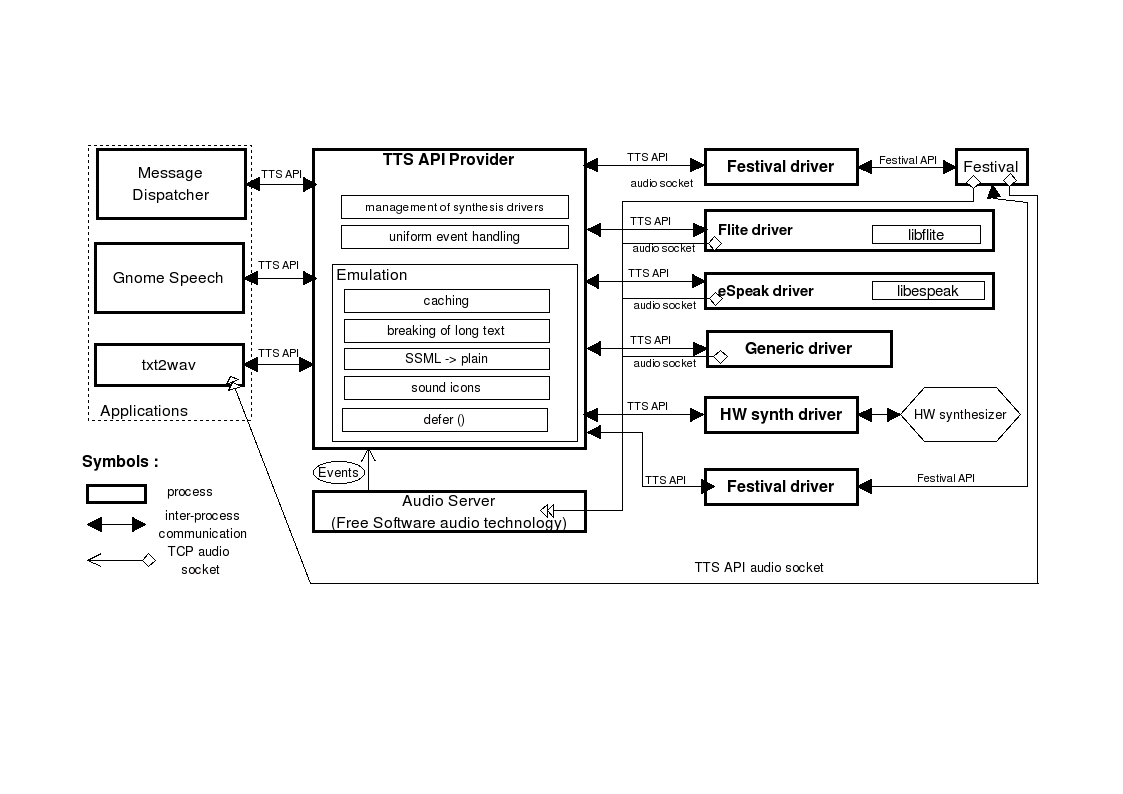 Message
Dispatcher
Gnome Speech
txt2wav
Applications
TTS API
TTS API
TTS API
TTS API Provider
management of synthesis drivers
uniform event handling
Emulation
caching
breaking of long text
SSML -> plain
sound icons
defer ()
Events
Audio Server
(Free Software audio technology)
TTS API
audio socket
TTS API
audio socket
TTS API
audio socket
TTS API
audio socket
TTS API
TTS API
Festival driver
Festival API
Festival
Flite driver
libflite
eSpeak driver
libespeak
Generic driver
HW synth driver
HW synthesizer
Festival driver
Festival API
TTS API audio socket
Symbols :
process
inter-process
communication
TCP audio
socket